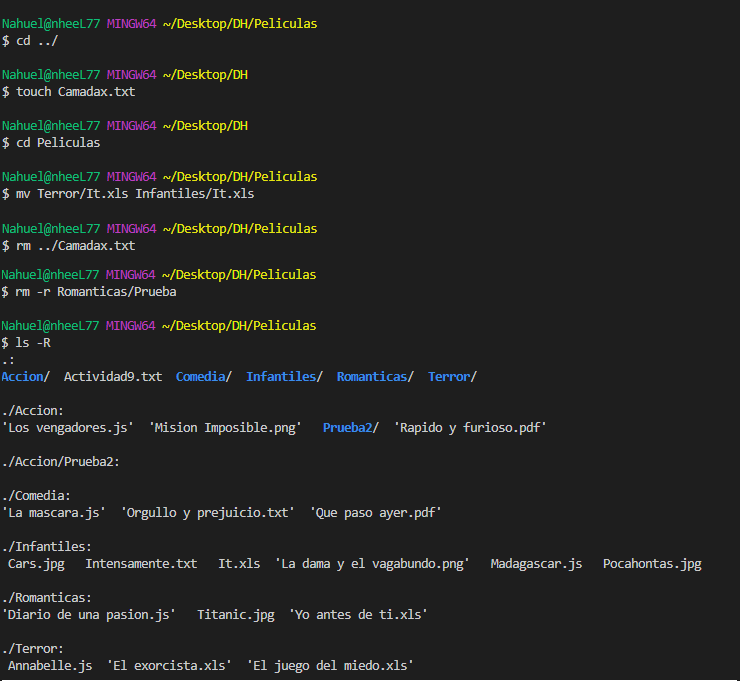 Nahuel@nheeL77 MINGW64 ~/Desktop/DH/Peliculas
$ cd ../
Nahuel@nheeL77 MINGW64 ~/Desktop/DH
$ touch Camadax.txt
Nahuel@nheeL77 MINGW64 ~/Desktop/DH
$ cd Peliculas
Nahuel@nheeL77 MINGW64 ~/Desktop/DH/Peliculas
$ mv Terror/It.xls Infantiles/It.xls
Nahuel@nheeL77 MINGW64 ~/Desktop/DH/Peliculas
$ rm ../Camadax.txt
Nahuel@nheeL77 MINGW64 ~/Desktop/DH/Peliculas
$ rm -r Romanticas/Prueba
Nahuel@nheeL77 MINGW64 ~/Desktop/DH/Peliculas
$ ls -R
.:
Accion/  Actividad9.txt  Comedia/  Infantiles/  Romanticas/  Terror/
./Accion:
'Los vengadores.js'  'Mision Imposible.png'   Prueba2/  'Rapido y furioso.pdf'
./Accion/Prueba2:
./Comedia:
'La mascara.js'  'Orgullo y prejuicio.txt'  'Que paso ayer.pdf'
./Infantiles:
Cars.jpg   Intensamente.txt   It.xls  'La dama y el vagabundo.png'   Madagascar.js   Pocahontas.jpg
./Romanticas:
'Diario de una pasion.js'   Titanic.jpg  'Yo antes de ti.xls'
./Terror:
Annabelle.js  'El exorcista.xls'  'El juego del miedo.xls'